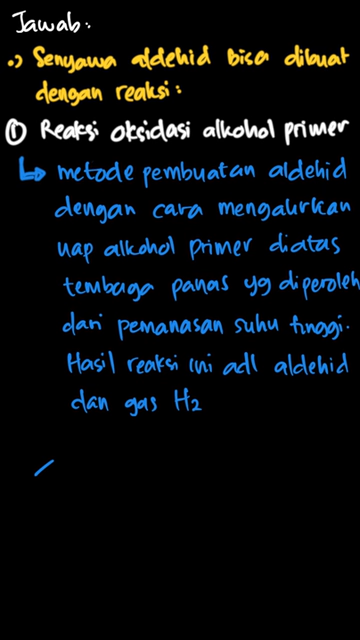 Jawab:
•) Senyawa aldehid bisa dibuat
dengan reaksi:
① Reaksi oksidasi alkohol primer
↳ metode pembuatan aldehid
dengan cara mengalirkan
uap alkohol primer diatas
tembaga panas yg diperoleh
dari pemanasan suhu tinggi.
Hasil reaksi ini adl aldehid
dan gas H₂